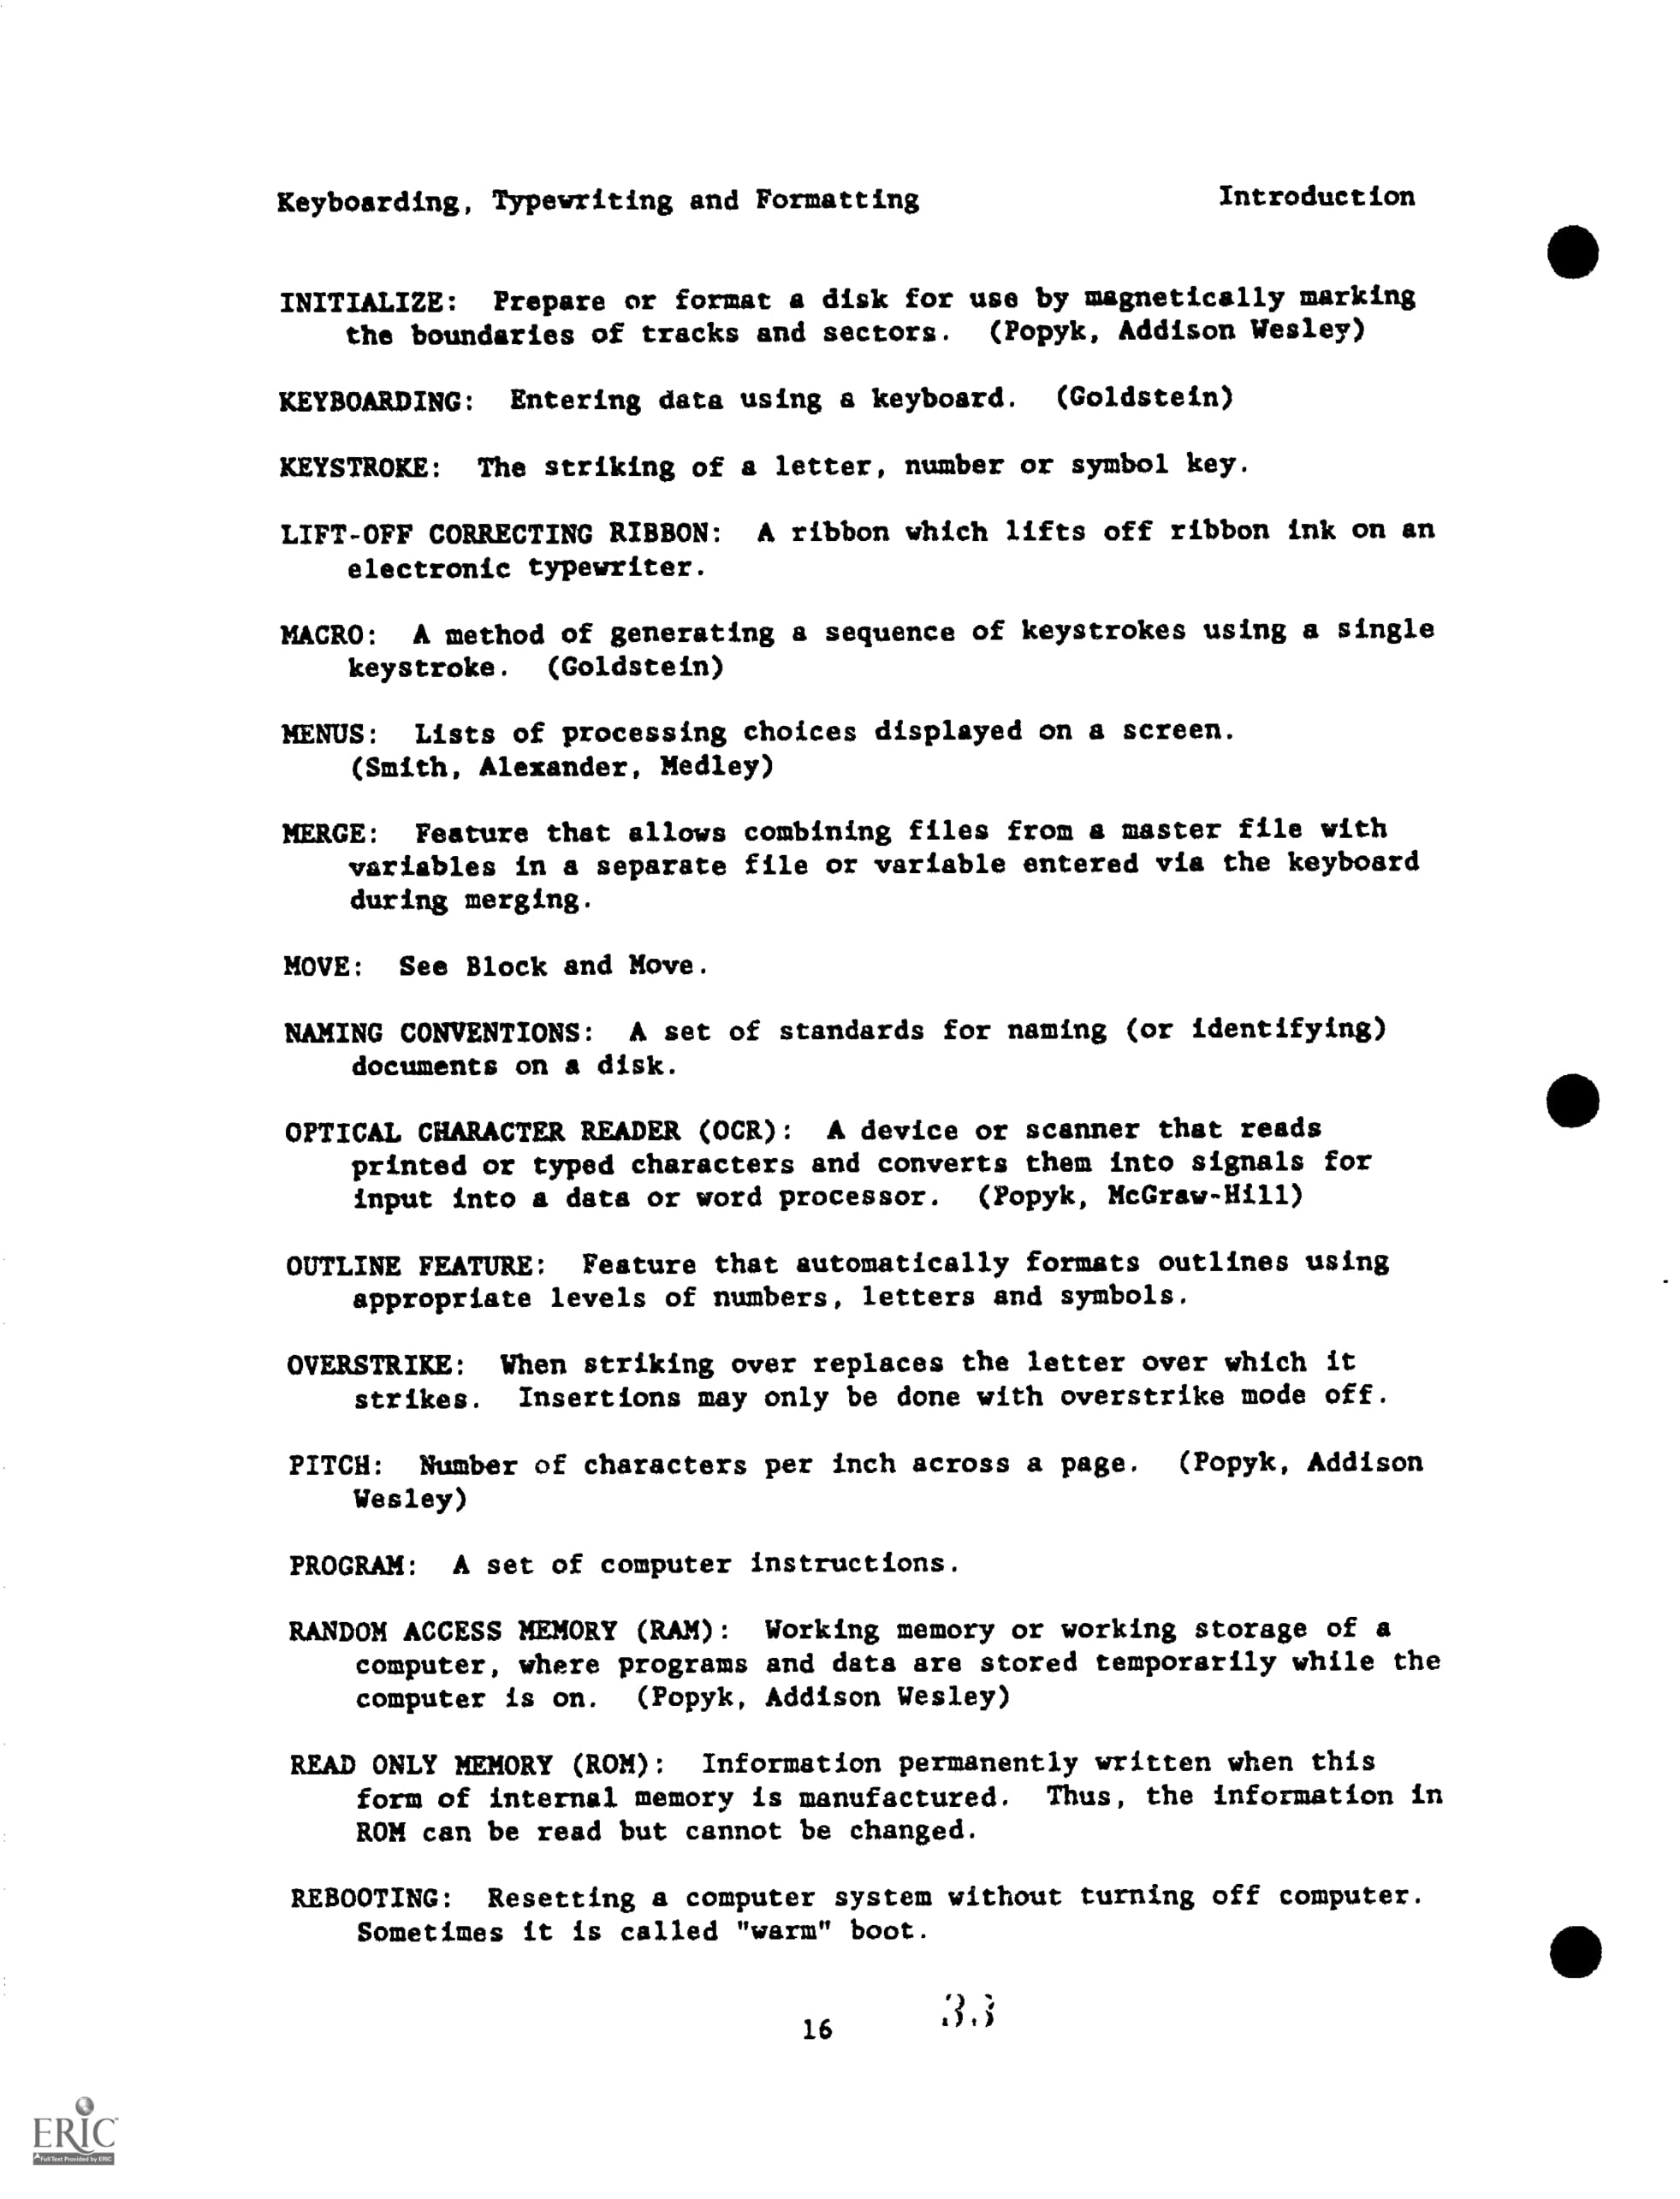 Keyboarding, Typewriting and Formatting Introduction
INITIALIZE: Prepare or format a disk for use by magnetically marking
the boundaries of tracks and sectors. (Popyk, Addison Wesley)
KEYBOARDING: Entering data using a keyboard. (Goldstein)
KEYSTROKE: The striking of a letter, number or symbol key.
LIFT-OFF CORRECTING RIBBON: A ribbon which lifts off ribbon ink on an
electronic typewriter.
MACRO: A method of generating a sequence of keystrokes using a single
keystroke. (Goldstein)
MENUS: Lists of processing choices displayed on a screen.
(Smith, Alexander, Medley)
MERGE: Feature that allows combining files from a master file with
variables in a separate file or variable entered via the keyboard
during merging.
MOVE: See Block and Move.
NAMING CONVENTIONS: A set of standards for naming (or identifying)
documents on a disk.
OPTICAL CHARACTER READER (OCR): A device or scanner that reads
printed or typed characters and converts them into signals for
input into a data or word processor. (Popyk, McGraw-Hill)
OUTLINE FEATURE: Feature that automatically formats outlines using
appropriate levels of numbers, letters and symbols.
OVERSTRIKE: When striking over replaces the letter over which it
strikes. Insertions may only be done with overstrike mode off.
PITCH: Number of characters per inch across a page. (Popyk, Addison
Wesley)
PROGRAM: A set of computer instructions.
RANDOM ACCESS MEMORY (RAM): Working memory or working storage of a
computer, where programs and data are stored temporarily while the
computer is on. (Popyk, Addison Wesley)
READ ONLY MEMORY (ROM): Information permanently written when this
form of internal memory is manufactured. Thus, the information in
ROM can be read but cannot be changed.
REBOOTING: Resetting a computer system without turning off computer.
Sometimes it is called "warm" boot.
16
ERIC
Full Text Provided by ERIC